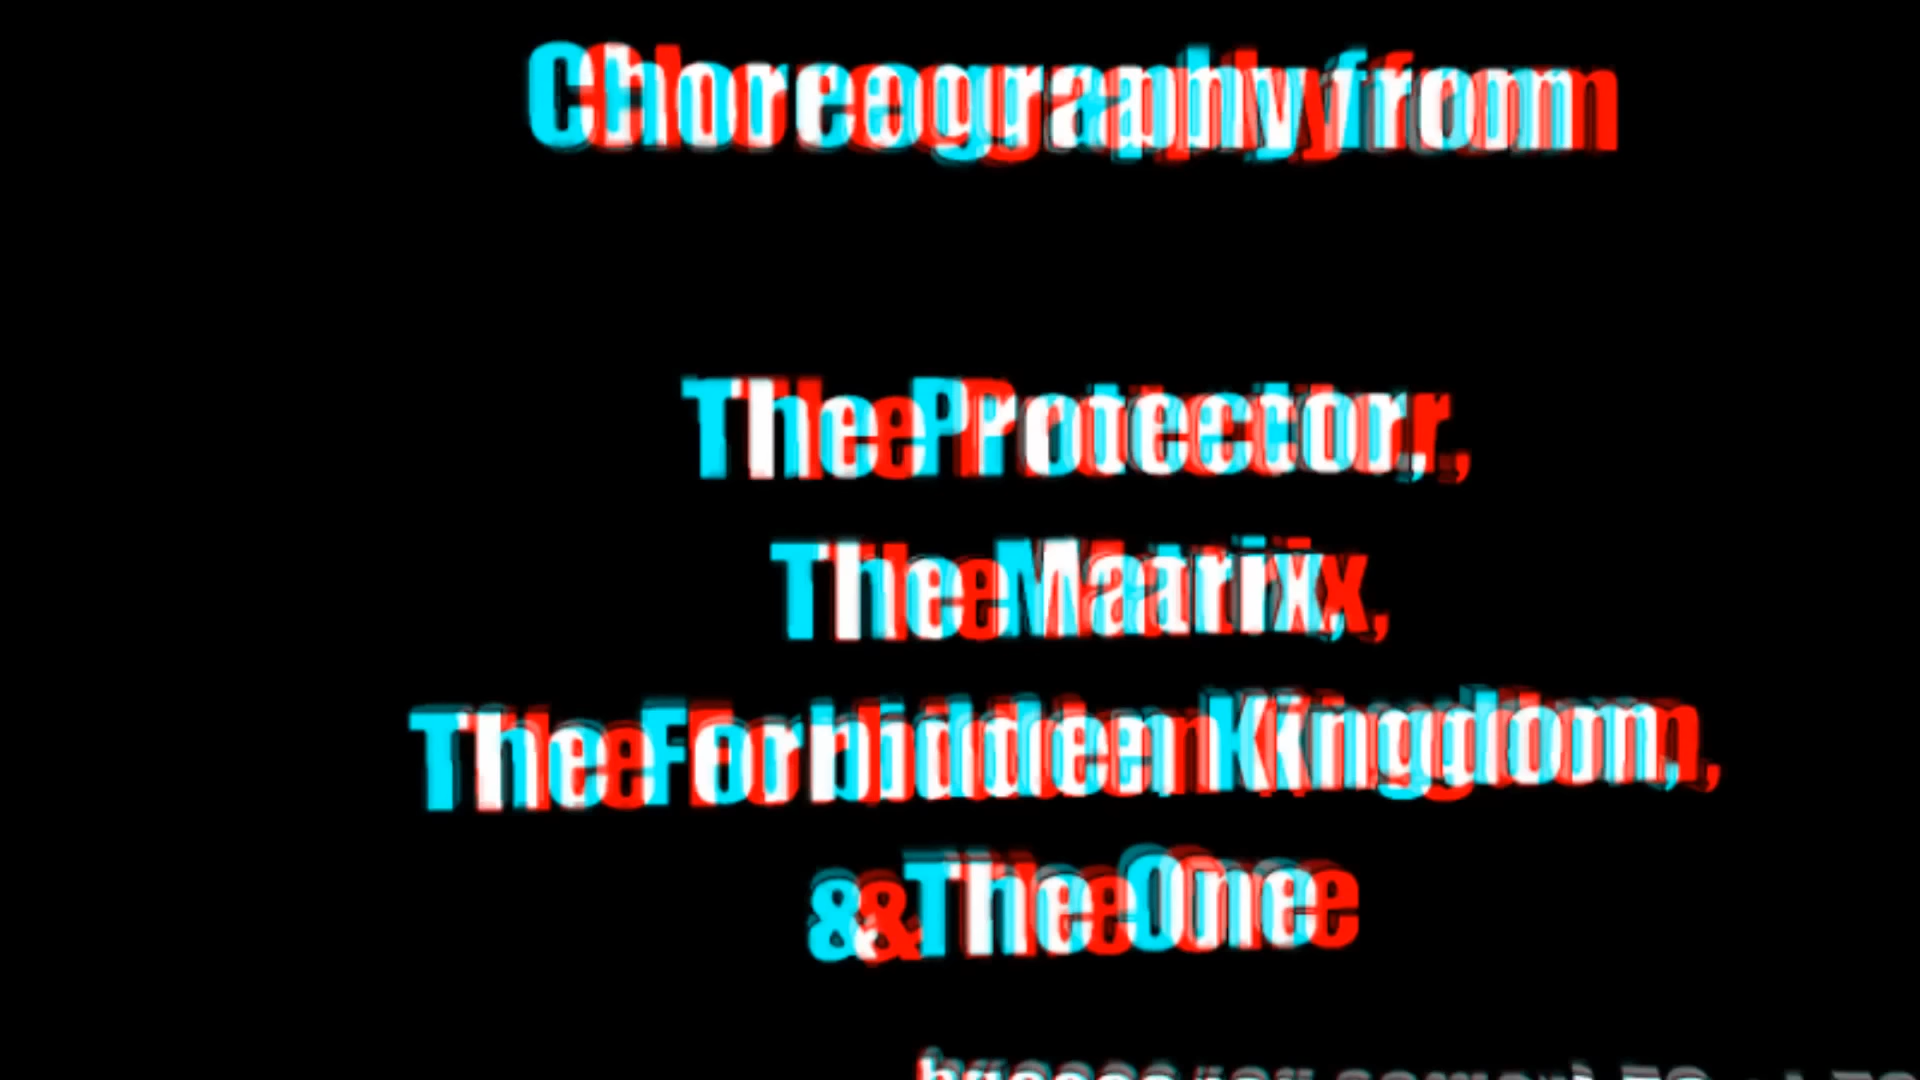 Choreography from
The Protector,
The Matrix,
The Forbidden Kingdom,
& The One